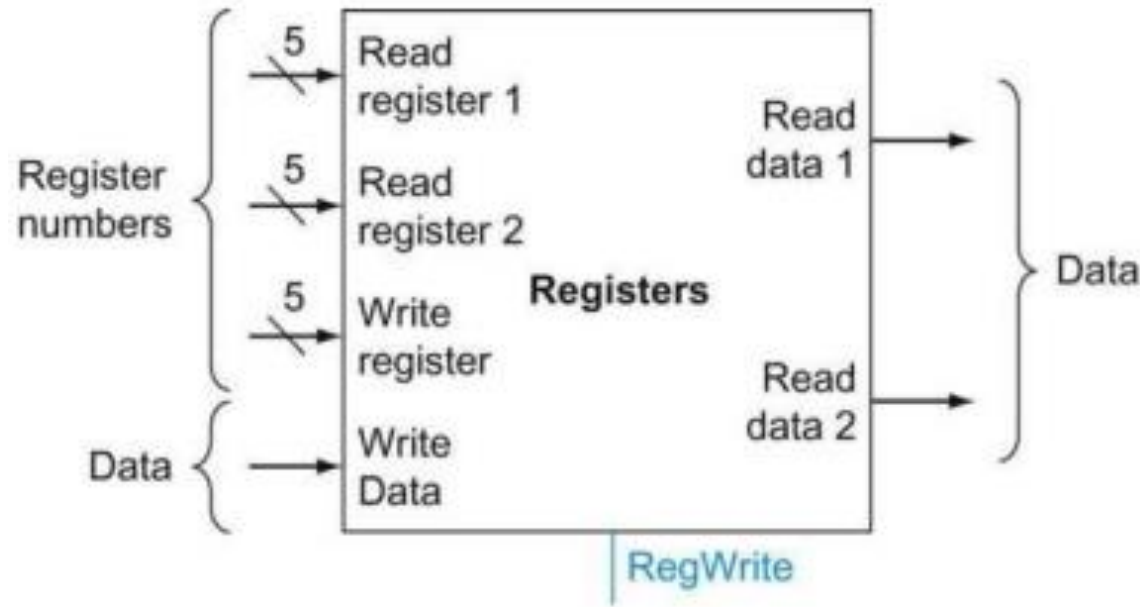 Register
numbers
Data
5
Read
register 1
5
Read
register 2
5
Write
register
Write
Data
Registers
Read
data 1
Read
data 2
Data
RegWrite